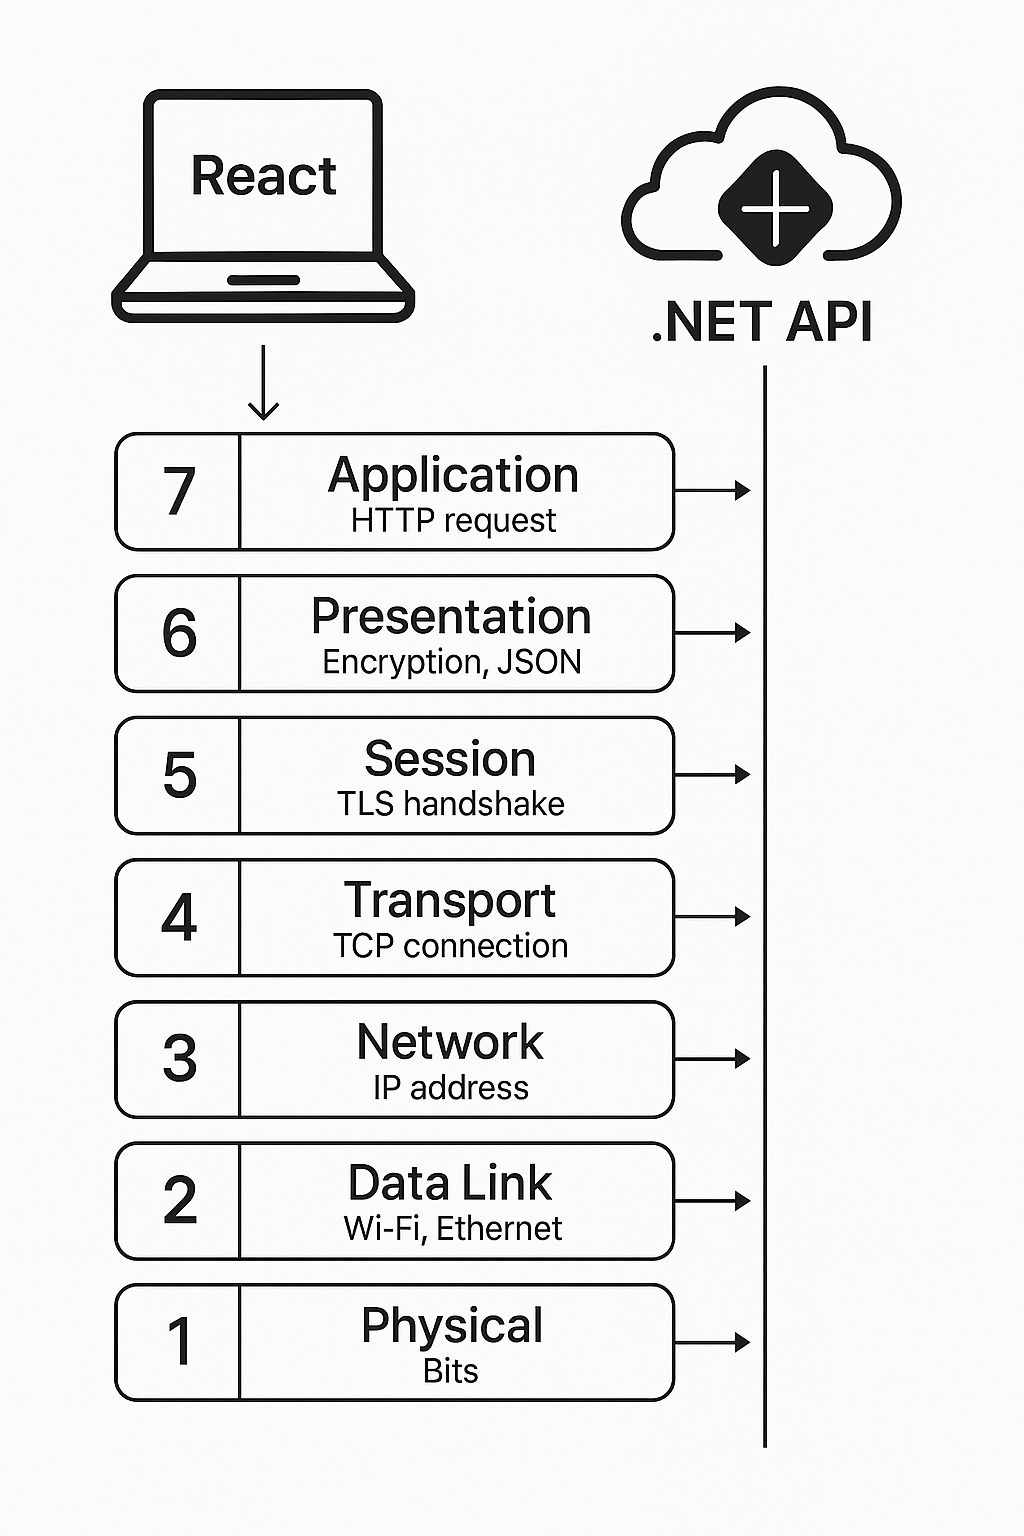 React
.NET API
7
Application
HTTP request
6
Presentation
Encryption, JSON
5
Session
TLS handshake
4
Transport
TCP connection
3
Network
IP address
2
Data Link
Wi-Fi, Ethernet
1
Physical
Bits